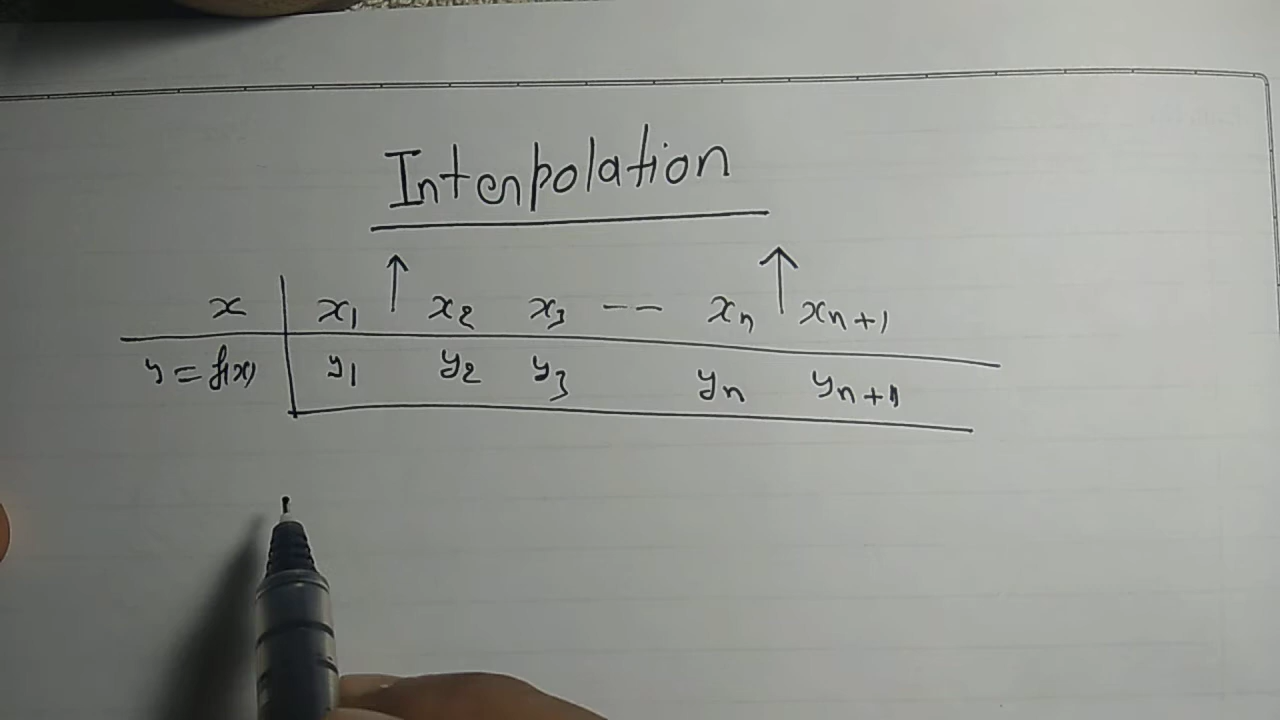 Interpolation
x x1 x2 x3 -- xn xn+1
y=f(x) y1 y2 y3 yn yn+1